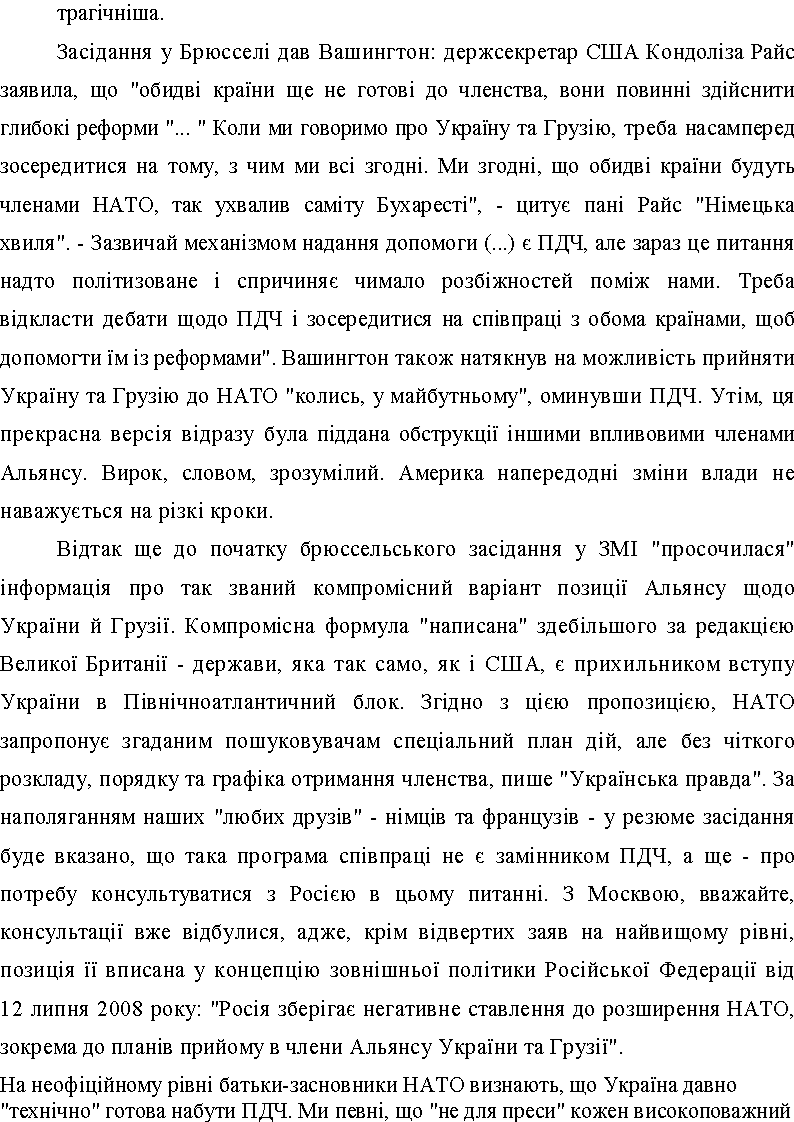 трагічніша.
Засідання у Брюсселі дав Вашингтон: держсекретар США Кондоліза Райс
заявила, що "обидві країни ще не готові до членства, вони повинні здійснити
глибокі реформи "... " Коли ми говоримо про Україну та Грузію, треба насамперед
зосередитися на тому, з чим ми всі згодні. Ми згодні, що обидві країни будуть
членами НАТО, так ухвалив саміту Бухаресті", - цитує пані Райс "Німецька
хвиля". - Зазвичай механізмом надання допомоги (...) є ПДЧ, але зараз це питання
надто політизоване і спричиняє чимало розбіжностей поміж нами. Треба
відкласти дебати щодо ПДЧ і зосередитися на співпраці з обома країнами, щоб
допомогти їм із реформами". Вашингтон також натякнув на можливість прийняти
Україну та Грузію до НАТО "колись, у майбутньому", оминувши ПДЧ. Утім, ця
прекрасна версія відразу була піддана обструкції іншими впливовими членами
Альянсу. Вирок, словом, зрозумілий. Америка напередодні зміни влади не
наважується на різкі кроки.
Відтак ще до початку брюссельського засідання у ЗМІ "просочилася"
інформація про так званий компромісний варіант позиції Альянсу щодо
України й Грузії. Компромісна формула "написана" здебільшого за редакцією
Великої Британії - держави, яка так само, як і США, є прихильником вступу
України в Північноатлантичний блок. Згідно з цією пропозицією, НАТО
запропонує згаданим пошуковувачам спеціальний план дій, але без чіткого
розкладу, порядку та графіка отримання членства, пише "Українська правда". За
наполяганням наших "любих друзів" - німців та французів - у резюме засідання
буде вказано, що така програма співпраці не є замінником ПДЧ, а ще - про
потребу консультуватися з Росією в цьому питанні. З Москвою, вважайте,
консультації вже відбулися, адже, крім відвертих заяв на найвищому рівні,
позиція її вписана у концепцію зовнішньої політики Російської Федерації від
12 липня 2008 року: "Росія зберігає негативне ставлення до розширення НАТО,
зокрема до планів прийому в члени Альянсу України та Грузії".
На неофіційному рівні батьки-засновники НАТО визнають, що Україна давно
"технічно" готова набути ПДЧ. Ми певні, що "не для преси" кожен високоповажний